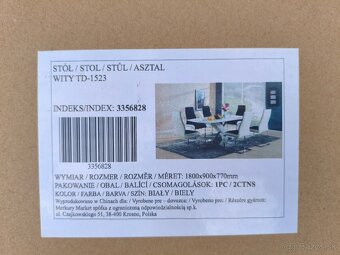 STÓŁ / STOL / STŮL / ASZTAL
WITY TD-1523
INDEKS/INDEX: 3356828
3356828
WYMIAR / ROZMER / ROZMĚR / MÉRET: 1800x900x770mm
PAKOWANIE / OBAL / BALÍCÍ / CSOMAGOLÁSOK: 1PC / 2CTNS
KOLOR / FARBA / BARVA / SZÍN: BIAŁY / BIELY
Wyprodukowano w Chinach dla: / Vyrobené pre - dovozca: / Vyrobeno pro: / Részére gyártott:
Merkury Market spółka z ograniczoną odpowiedzialnością sp.k.
ul. Czajkowskiego 51, 38-400 Krosno, Polska